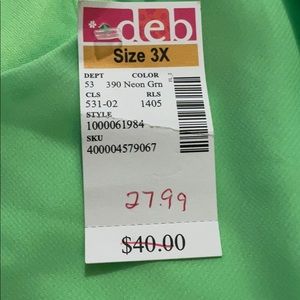 *deb
Size 3X
DEPT COLOR
53 390 Neon Grn
CLS RLS
531-02 1405
STYLE
1000061984
SKU
400004579067
27.99
$40.00